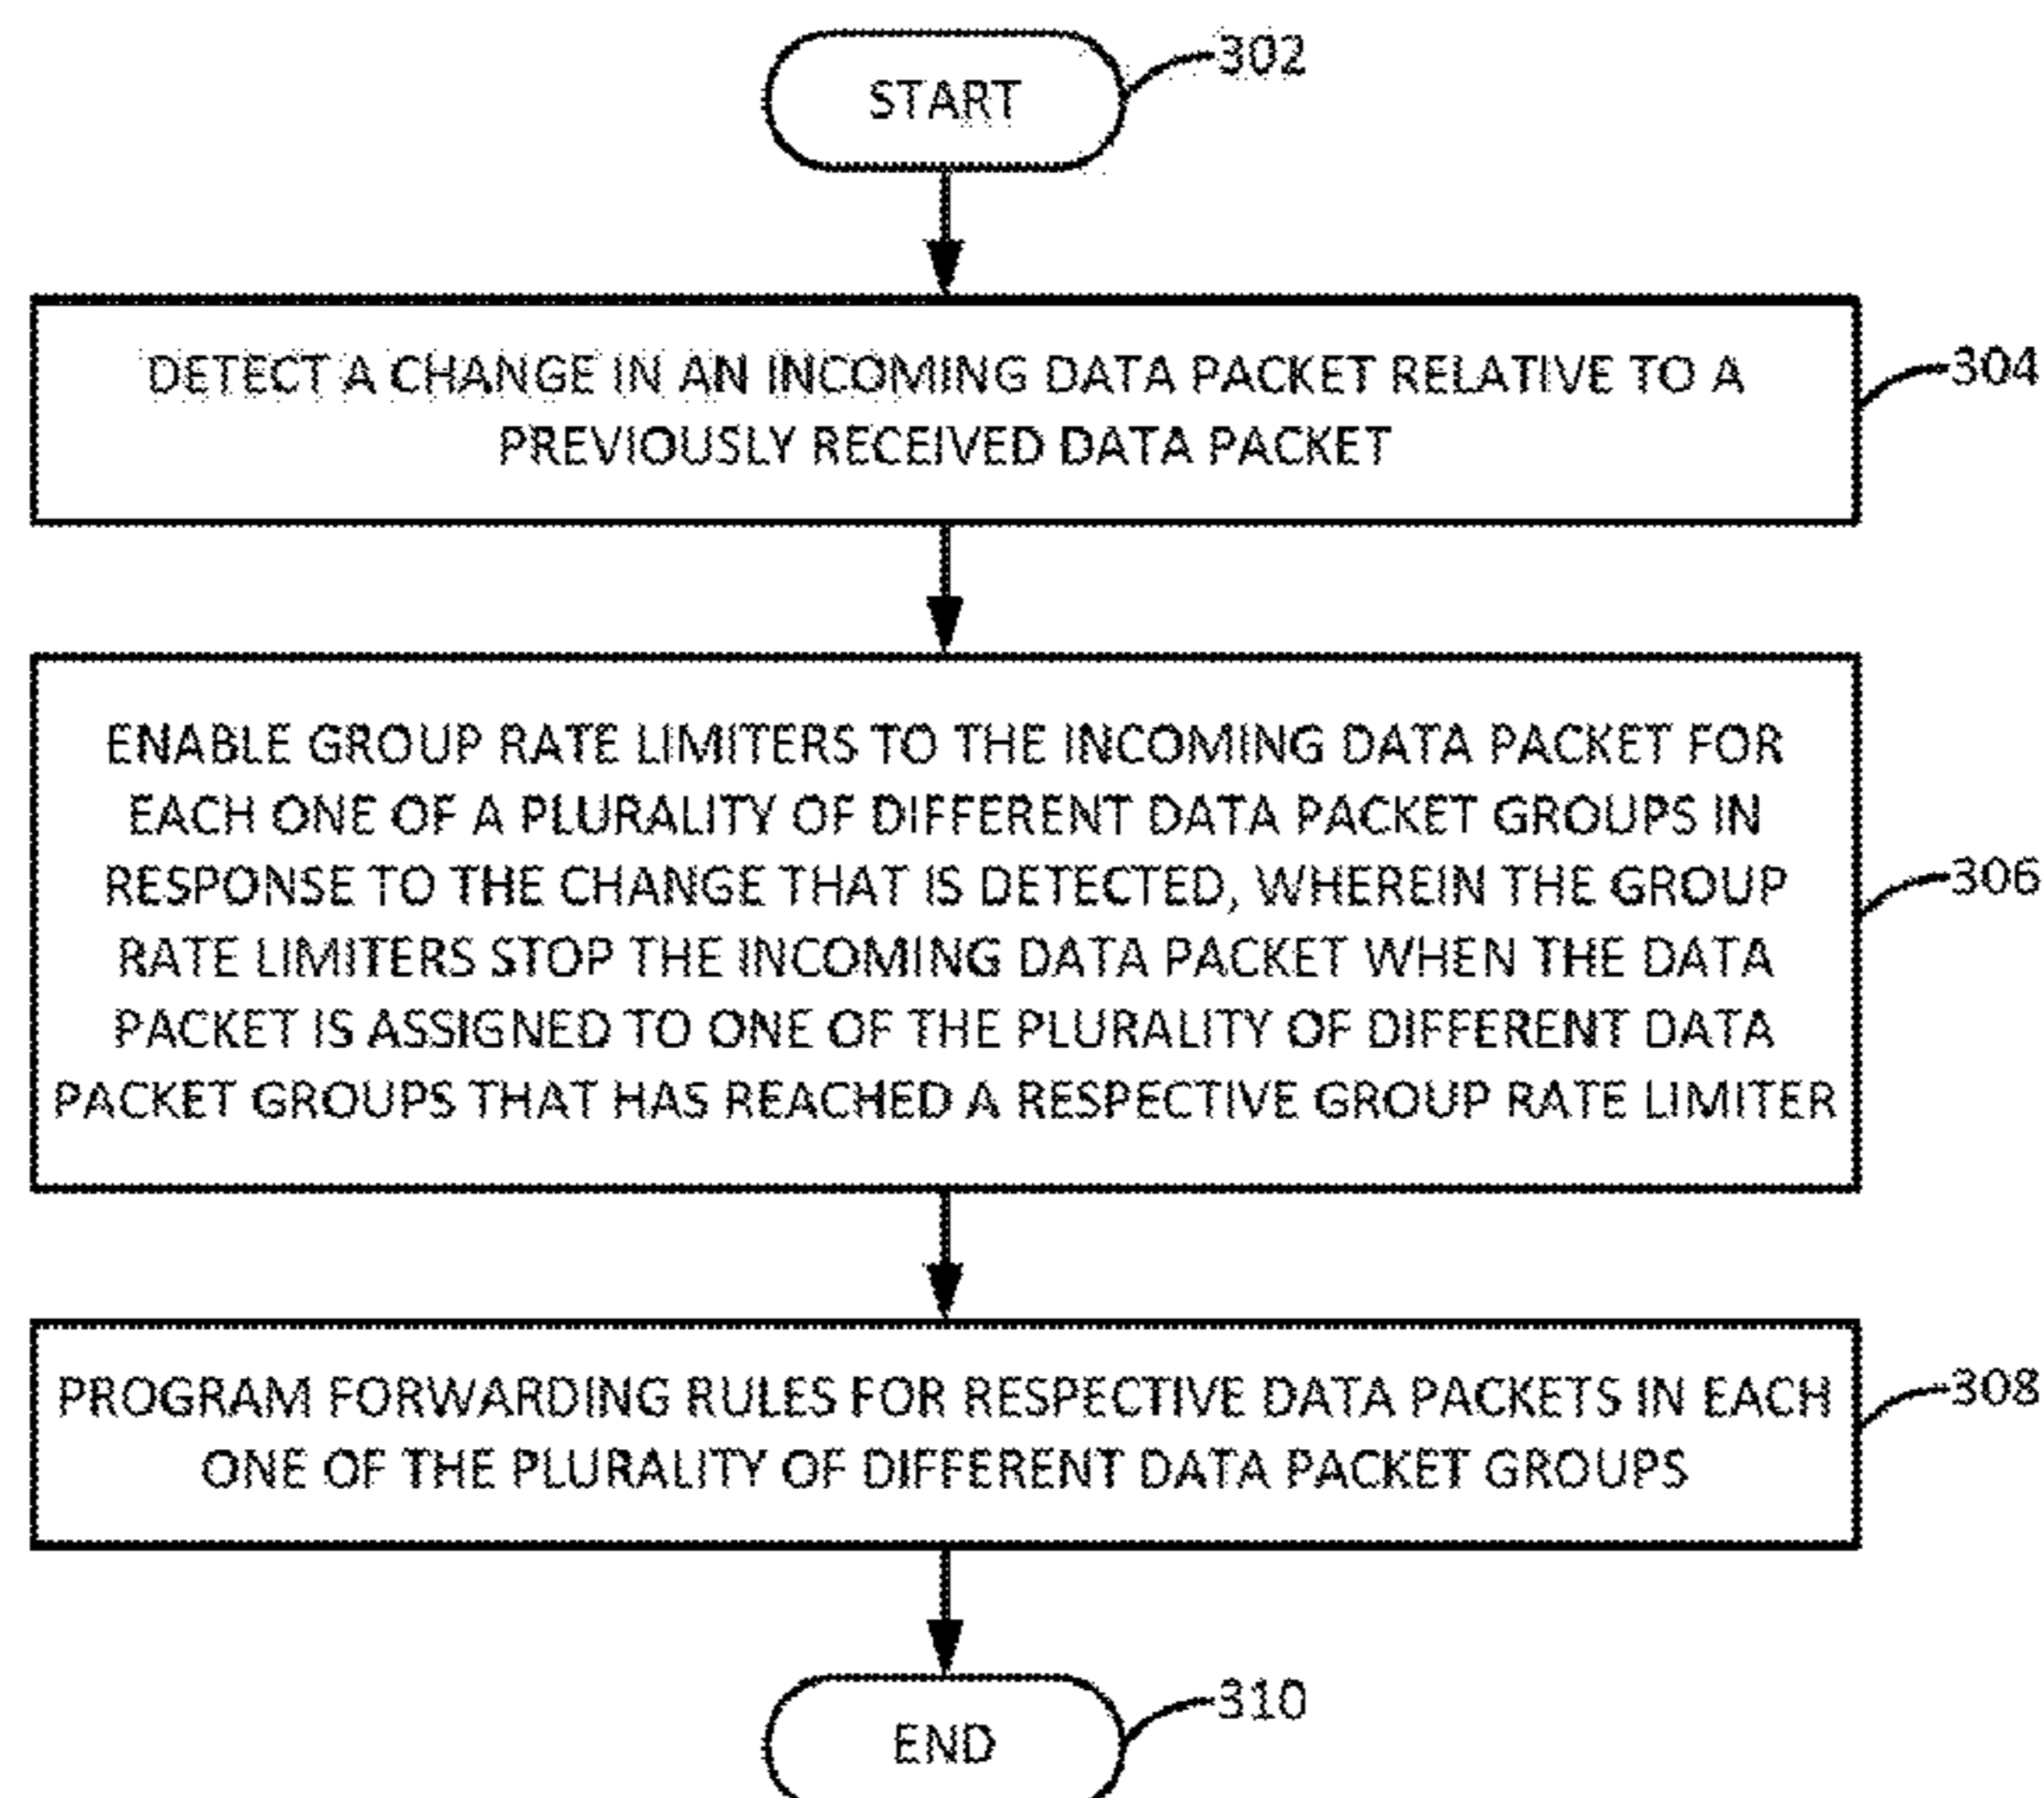 START
302
DETECT A CHANGE IN AN INCOMING DATA PACKET RELATIVE TO A
PREVIOUSLY RECEIVED DATA PACKET
304
ENABLE GROUP RATE LIMITERS TO THE INCOMING DATA PACKET FOR
EACH ONE OF A PLURALITY OF DIFFERENT DATA PACKET GROUPS IN
RESPONSE TO THE CHANGE THAT IS DETECTED, WHEREIN THE GROUP
RATE LIMITERS STOP THE INCOMING DATA PACKET WHEN THE DATA
PACKET IS ASSIGNED TO ONE OF THE PLURALITY OF DIFFERENT DATA
PACKET GROUPS THAT HAS REACHED A RESPECTIVE GROUP RATE LIMITER
306
PROGRAM FORWARDING RULES FOR RESPECTIVE DATA PACKETS IN EACH
ONE OF THE PLURALITY OF DIFFERENT DATA PACKET GROUPS
308
END
310